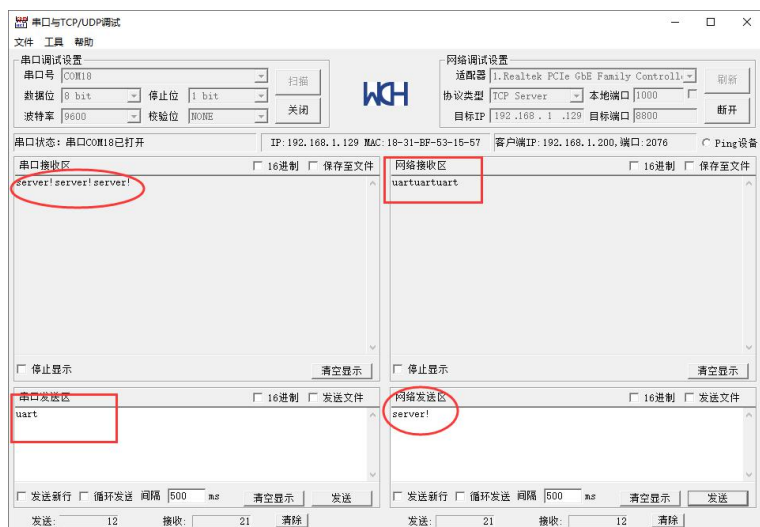 串口与TCP/UDP调试
文件 工具 帮助
串口调试设置
串口号 COM18 扫描
数据位 8 bit 停止位 1 bit
波特率 9600 校验位 NONE 关闭
WCH
网络调试设置
适配器 1.Realtek PCIe GbE Family Controll 刷新
协议类型 TCP Server 本地端口 1000
目标IP 192.168.1.129 目标端口 8800 断开
串口状态: 串口COM18已打开 IP:192.168.1.129 MAC:18-31-BF-53-15-57 客户端IP:192.168.1.200,端口:2076 Ping设备
串口接收区 16进制 保存至文件
server!server!server!
停止显示 清空显示
网络接收区 16进制 保存至文件
uartuartuart
停止显示 清空显示
串口发送区 16进制 发送文件
uart
发送新行 循环发送 间隔 500 ms 清空显示 发送
发送: 12 接收: 21 清除
网络发送区 16进制 发送文件
server!
发送新行 循环发送 间隔 500 ms 清空显示 发送
发送: 21 接收: 12 清除